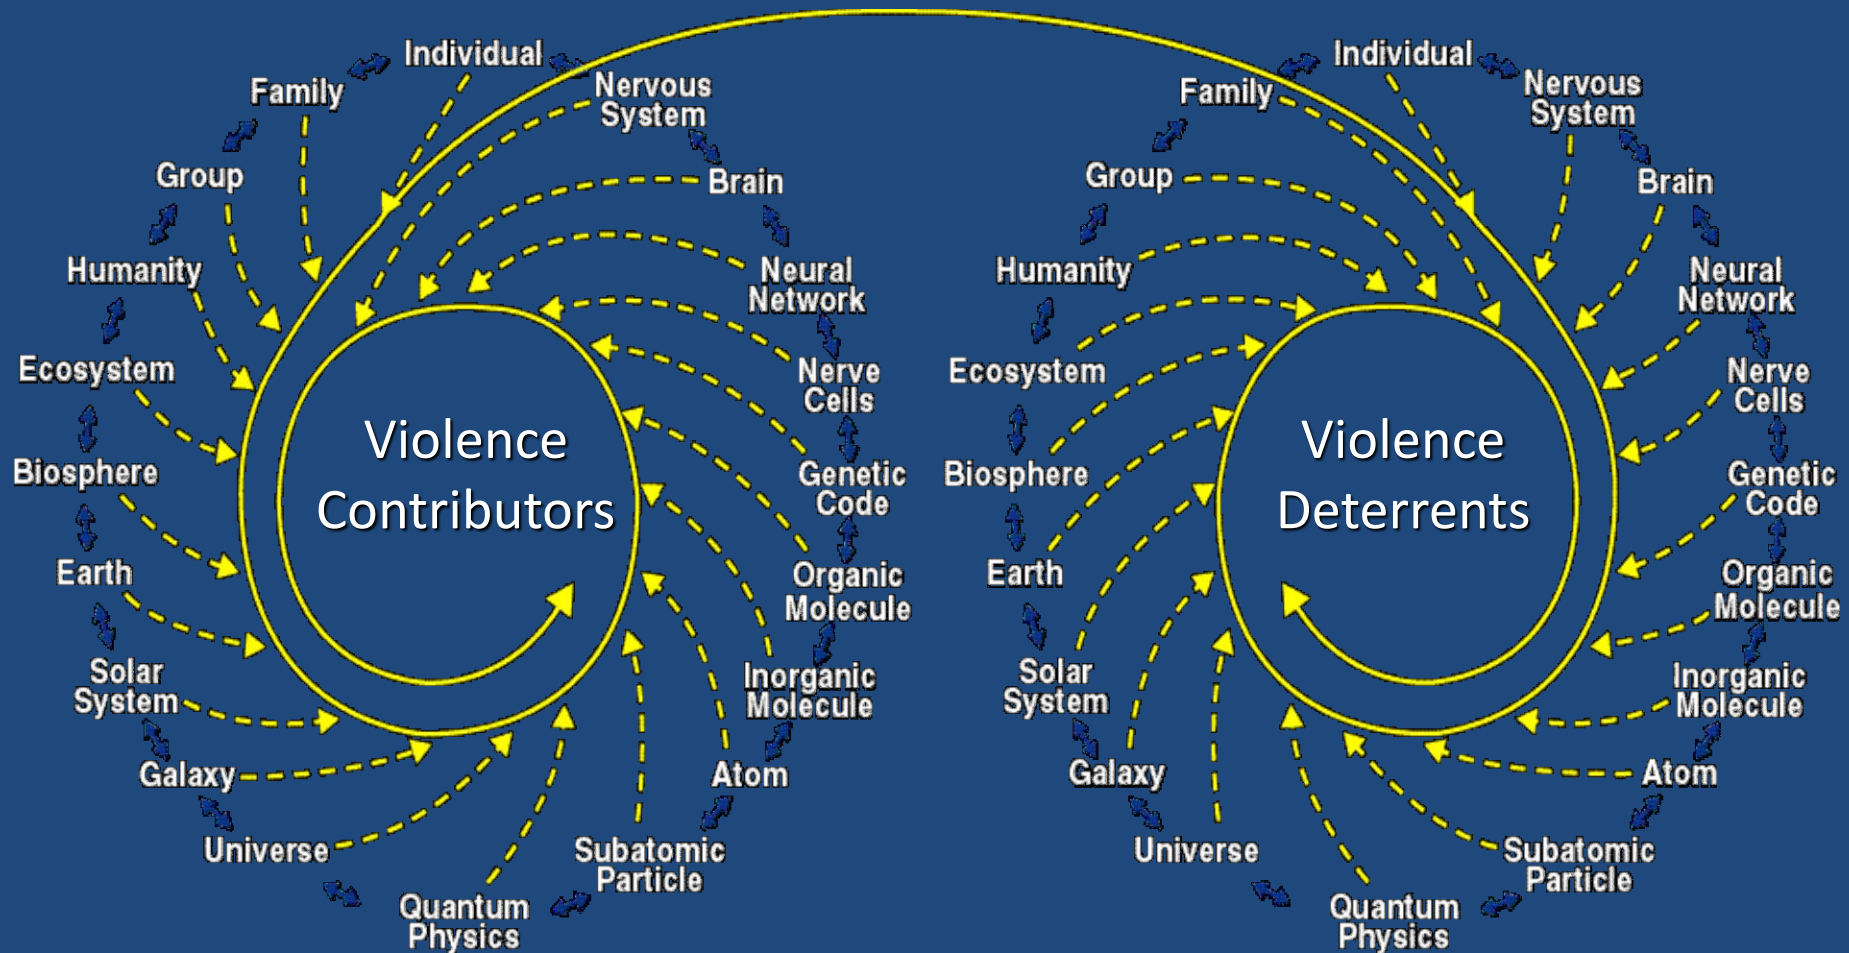 Individual
Family
Nervous
System
Group
Brain
Humanity
Neural
Network
Ecosystem
Nerve
Cells
Biosphere
Genetic
Code
Earth
Organic
Molecule
Solar
System
Inorganic
Molecule
Galaxy
Atom
Universe
Subatomic
Particle
Quantum
Physics
Violence
Contributors
Individual
Family
Nervous
System
Group
Brain
Humanity
Neural
Network
Ecosystem
Nerve
Cells
Biosphere
Genetic
Code
Earth
Organic
Molecule
Solar
System
Inorganic
Molecule
Galaxy
Atom
Universe
Subatomic
Particle
Quantum
Physics
Violence
Deterrents